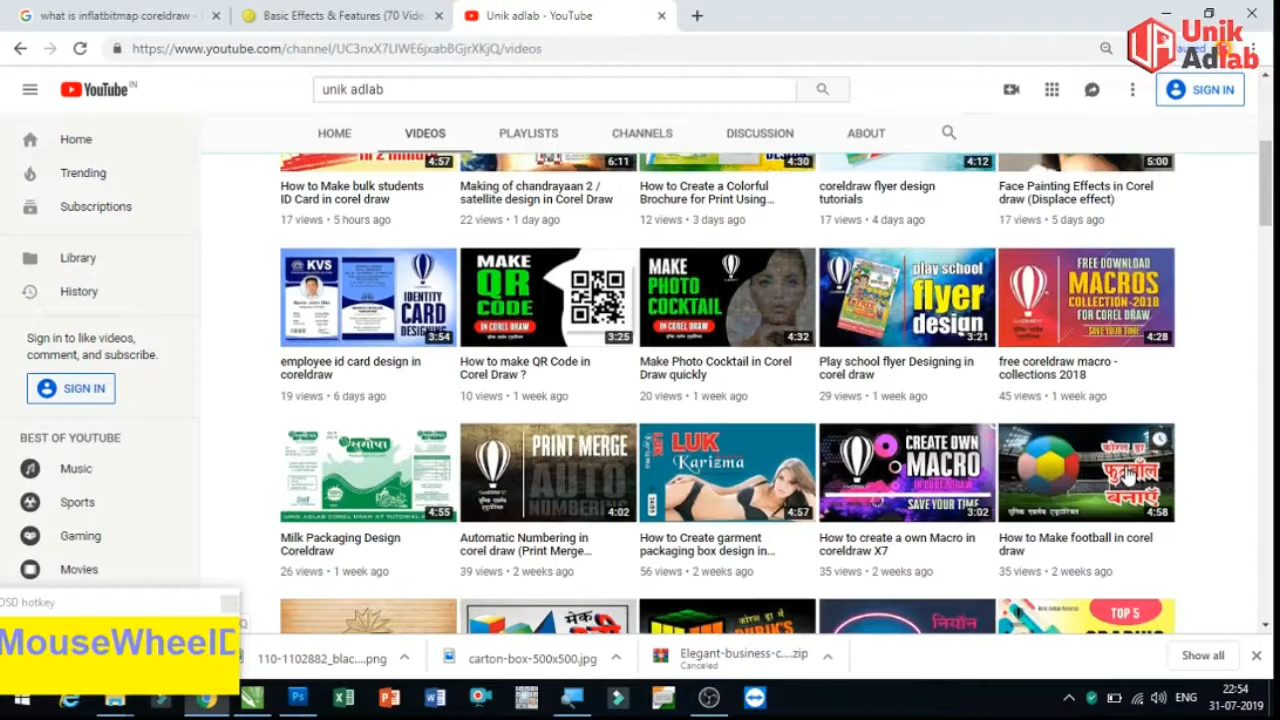 what is inflatbitmap coreldraw -
Basic Effects & Features (70 Vide
Unik adlab - YouTube
https://www.youtube.com/channel/UC3nxX7LlWE6jxabBGjrXKjQ/videos
Unik
Adlab
YouTube IN
unik adlab
SIGN IN
HOME
VIDEOS
PLAYLISTS
CHANNELS
DISCUSSION
ABOUT
Home
Trending
Subscriptions
Library
History
Sign in to like videos,
comment, and subscribe.
SIGN IN
BEST OF YOUTUBE
Music
Sports
Gaming
Movies
4:57
6:11
4:30
4:12
5:00
How to Make bulk students
ID Card in corel draw
17 views • 5 hours ago
Making of chandrayaan 2 /
satellite design in Corel Draw
22 views • 1 day ago
How to Create a Colorful
Brochure for Print Using...
12 views • 3 days ago
coreldraw flyer design
tutorials
17 views • 4 days ago
Face Painting Effects in Corel
draw (Displace effect)
17 views • 5 days ago
KVS
IDENTITY
CARD
DESIGNING
3:54
MAKE
QR
CODE
IN COREL DRAW
3:25
MAKE
PHOTO
COCKTAIL
IN COREL DRAW
4:32
play school
flyer
design
3:21
FREE DOWNLOAD
MACROS
COLLECTION-2018
FOR COREL DRAW
SAVE YOUR TIME
4:28
employee id card design in
coreldraw
19 views • 6 days ago
How to make QR Code in
Corel Draw ?
10 views • 1 week ago
Make Photo Cocktail in Corel
Draw quickly
20 views • 1 week ago
Play school flyer Designing in
corel draw
29 views • 1 week ago
free coreldraw macro -
collections 2018
45 views • 1 week ago
UNIK ADLAB COREL DRAW X7 TUTORIAL
4:55
PRINT MERGE
AUTO
NUMBERING
4:02
LUK
LUK
Karizma
4:57
CREATE OWN
MACRO
IN COREL DRAW
SAVE YOUR TIME
3:02
कोरल ड्रा में
फुटबॉल
बनाएँ
4:58
Milk Packaging Design
Coreldraw
26 views • 1 week ago
Automatic Numbering in
corel draw (Print Merge...
39 views • 2 weeks ago
How to Create garment
packaging box design in...
56 views • 2 weeks ago
How to create a own Macro in
coreldraw X7
35 views • 2 weeks ago
How to Make football in corel
draw
35 views • 2 weeks ago
मेक
कोरल ड्रा में
नियॉन
TOP 5
OSD hotkey
MouseWheelD
110-1102882_blac....png
carton-box-500x500.jpg
Elegant-business-c....zip
Canceled
Show all
ENG
22:54
31-07-2019